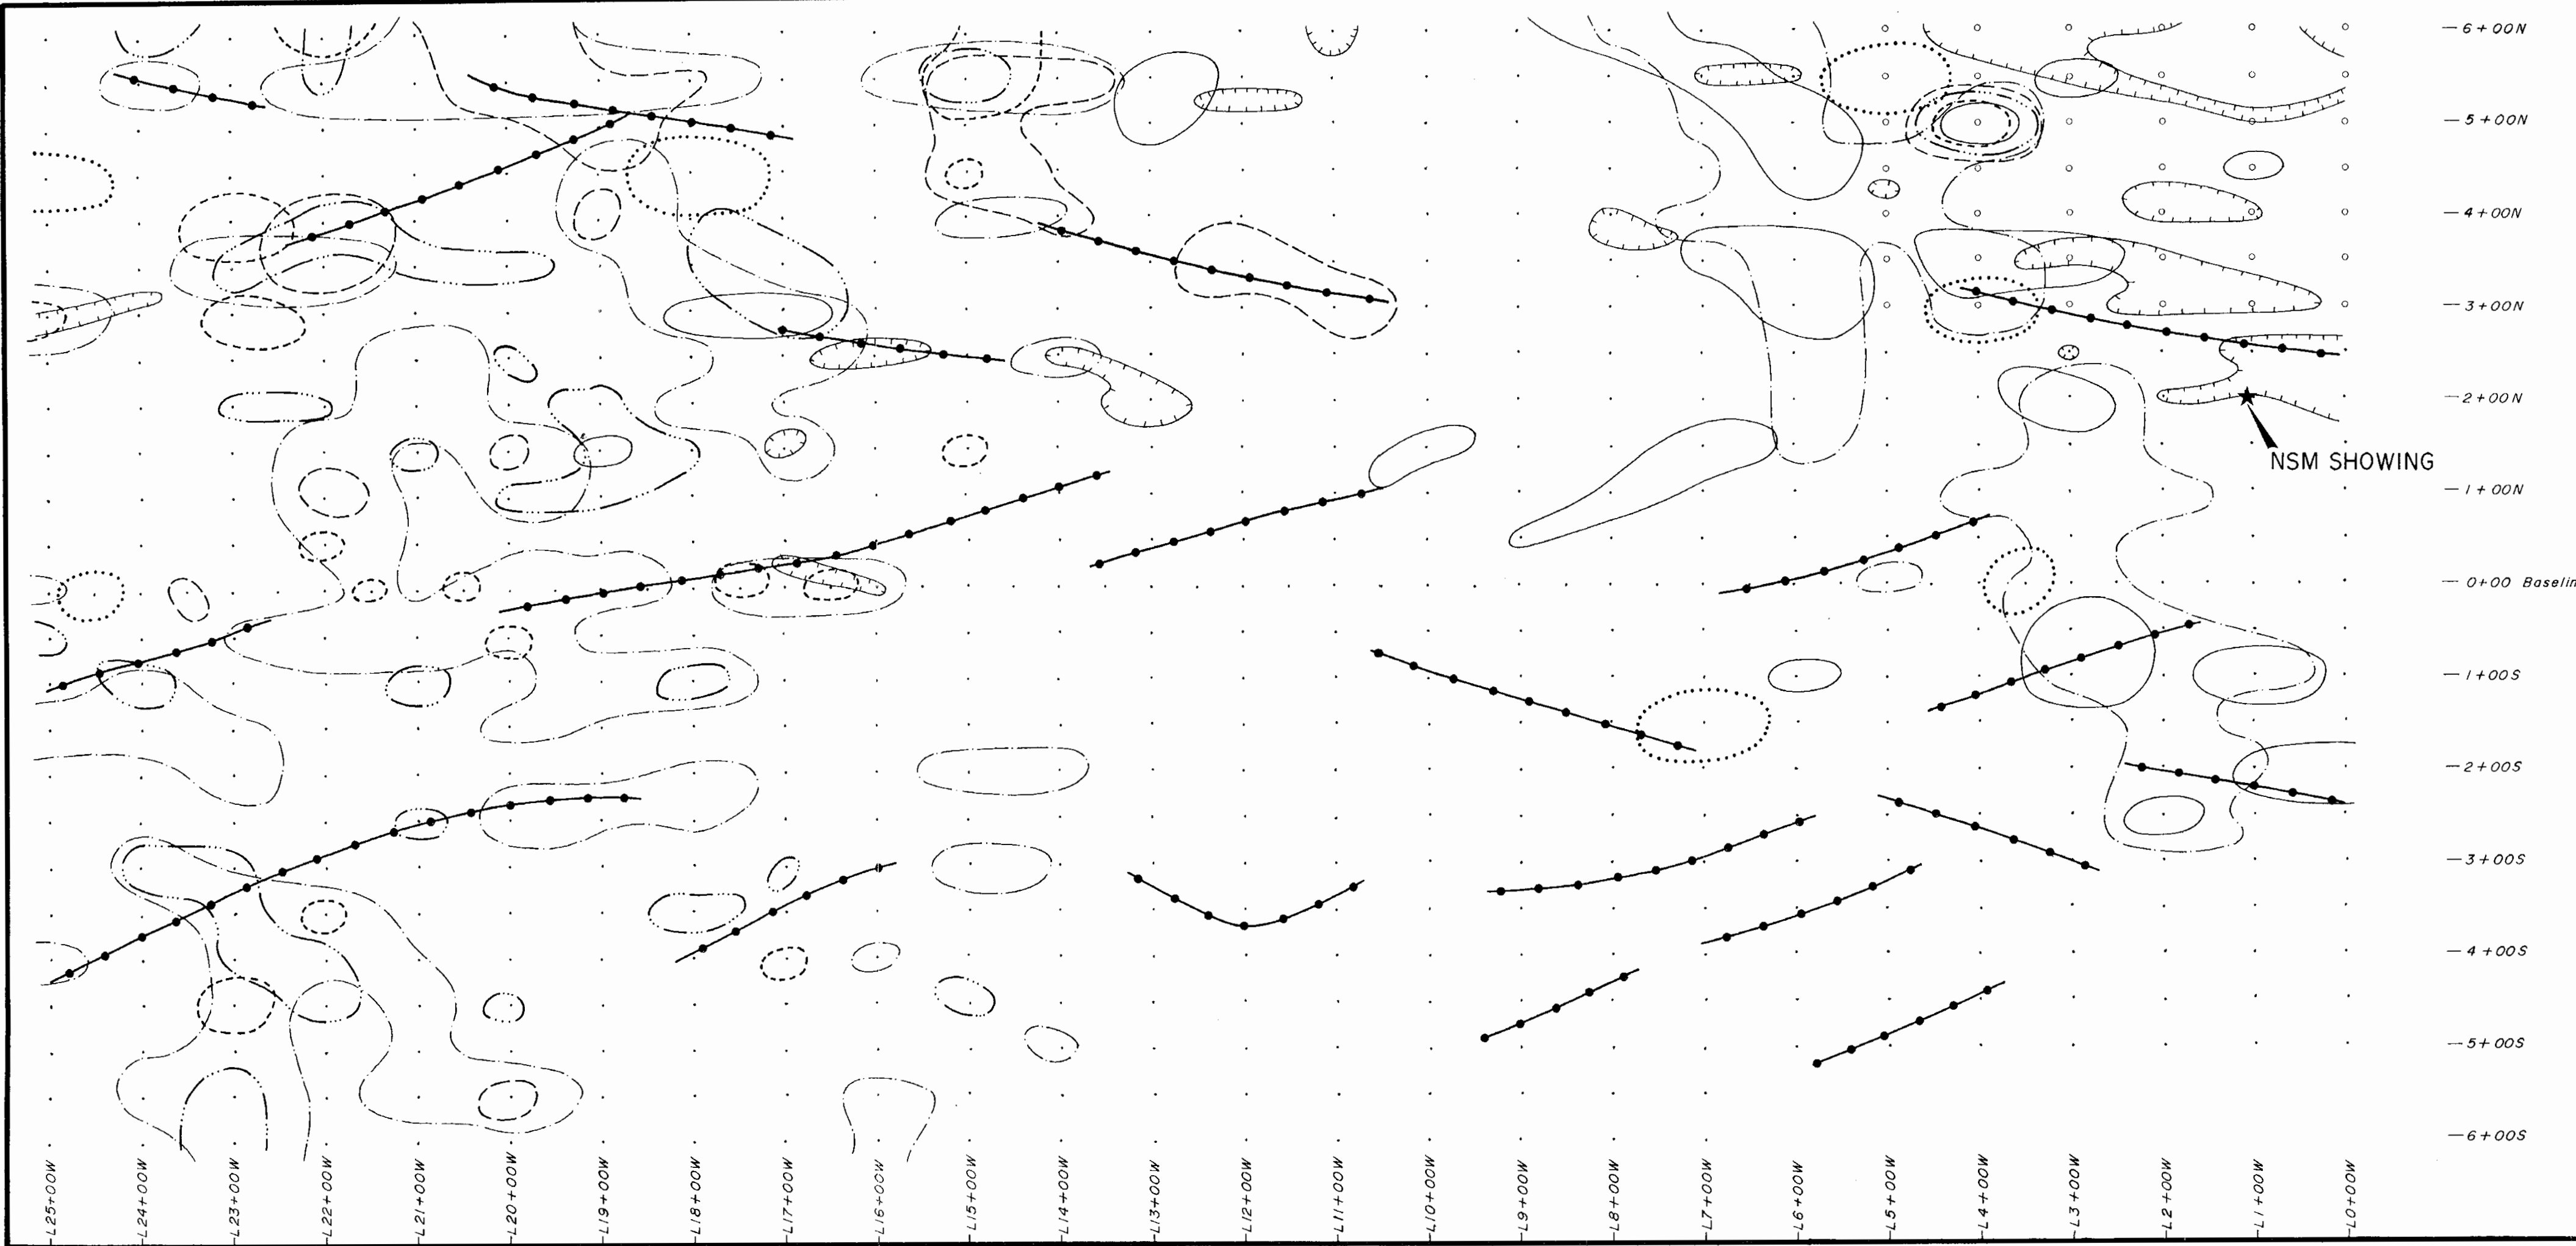 —6+00N
—5+00N
—4+00N
—3+00N
—2+00N
NSM SHOWING
—1+00N
—0+00 Baselin
—1+00S
—2+00S
—3+00S
—4+00S
—5+00S
—6+00S
L25+00W
L24+00W
L23+00W
L22+00W
L21+00W
L20+00W
L19+00W
L18+00W
L17+00W
L16+00W
L15+00W
L14+00W
L13+00W
L12+00W
L11+00W
L10+00W
L9+00W
L8+00W
L7+00W
L6+00W
L5+00W
L4+00W
L3+00W
L2+00W
L1+00W
L0+00W